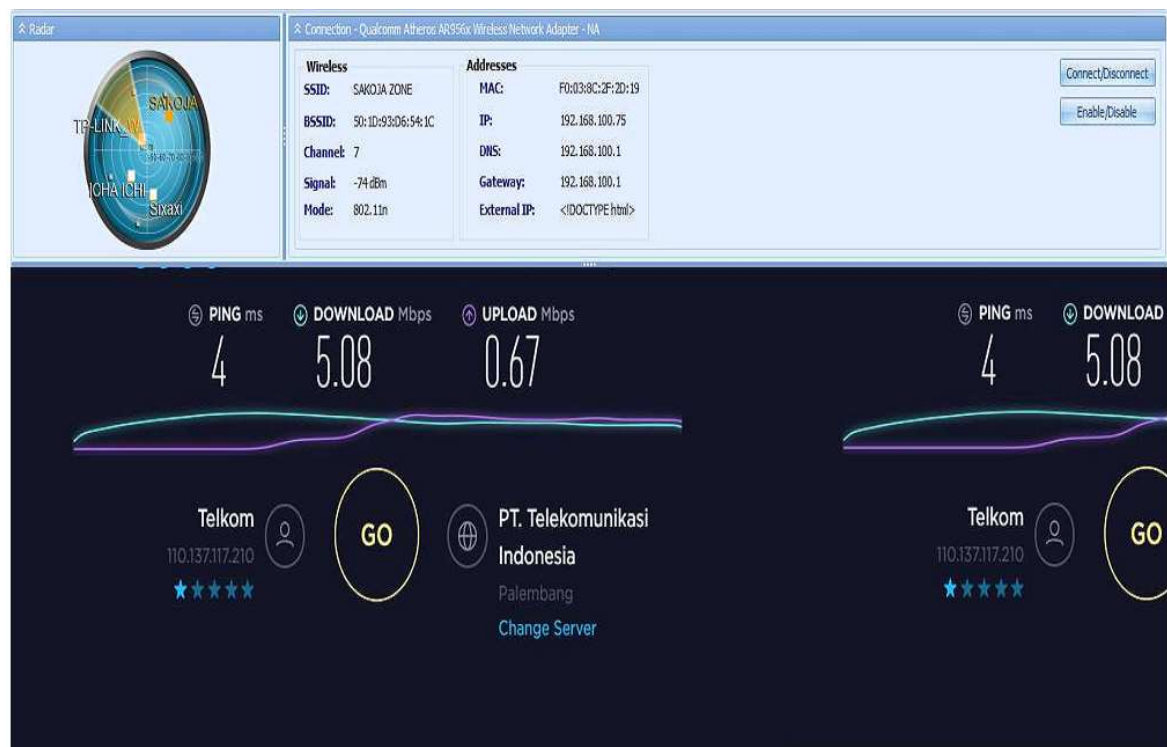 Radar
SAKOJA
TP-LINK_W
ICHA ICHI
Sixaxi
Connection - Qualcomm Atheros AR956x Wireless Network Adapter - NA
Wireless
SSID: SAKOJA ZONE
BSSID: 50:1D:93:D6:54:1C
Channel: 7
Signal: -74 dBm
Mode: 802.11n
Addresses
MAC: F0:03:8C:2F:2D:19
IP: 192.168.100.75
DNS: 192.168.100.1
Gateway: 192.168.100.1
External IP: <!DOCTYPE html>
Connect/Disconnect
Enable/Disable
PING ms DOWNLOAD Mbps UPLOAD Mbps
4 5.08 0.67
Telkom
110.137.117.210
GO
PT. Telekomunikasi
Indonesia
Palembang
Change Server
PING ms DOWNLOAD
4 5.08
Telkom
110.137.117.210
GO